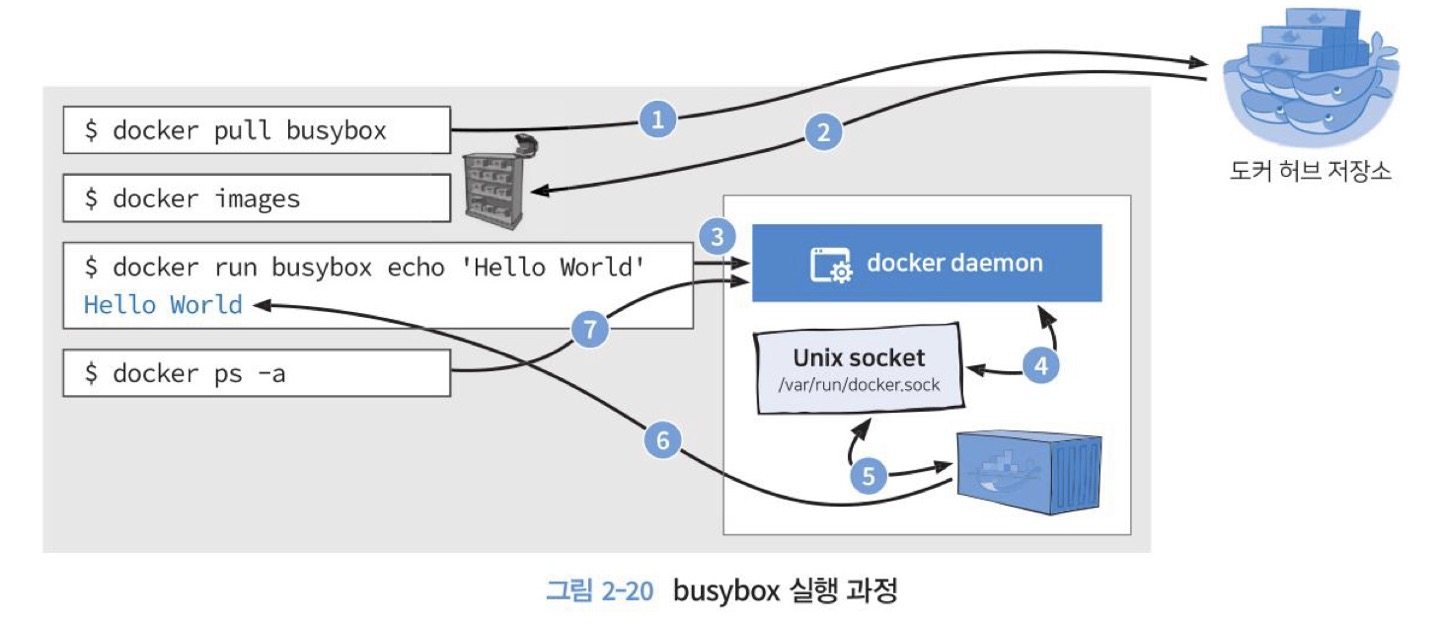 $ docker pull busybox
1
2
도커 허브 저장소
$ docker images
3
$ docker run busybox echo 'Hello World'
Hello World
docker daemon
7
$ docker ps -a
Unix socket
/var/run/docker.sock
4
6
5
그림 2-20 busybox 실행 과정